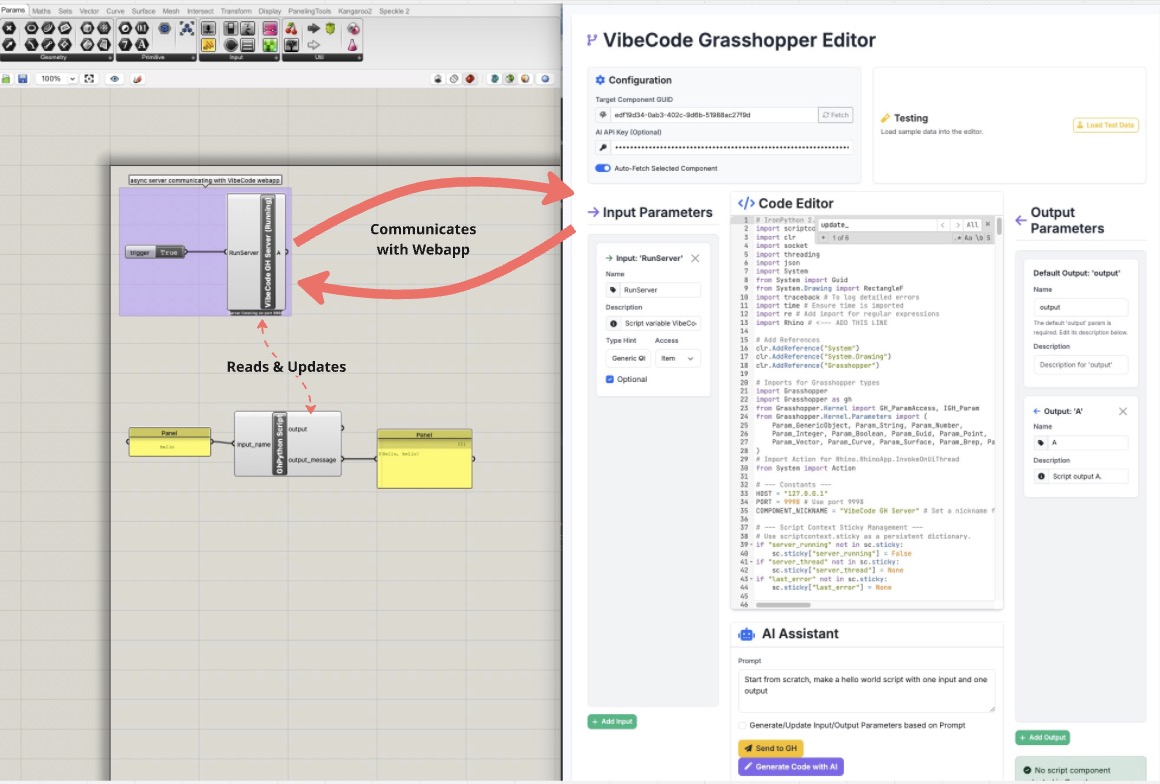 Params Maths Sets Vector Curve Surface Mesh Intersect Transform Display PanelingTools Kangaroo2 Speckle 2
Geometry
Primitive
Input
Util
100%
async server communicating with VibeCode webapp
trigger True
RunServer
VibeCode GH Server (Running)
A
Communicates
with Webapp
Reads & Updates
Panel
hello
input_name
GhPython Script
output
output_message
Panel
VibeCode Grasshopper Editor
Configuration
Target Component GUID
edf19d34-0ab3-402c-9d6b-51988ac27f9d
Fetch
AI API Key (Optional)
Auto-Fetch Selected Component
Testing
Load sample data into the editor.
Load Test Data
Input Parameters
Input: 'RunServer'
Name
RunServer
Description
Script variable VibeCo
Type Hint Access
Generic Item
Optional
Add Input
Code Editor
update_
All
1 of 6
.* Aa \b S
1 # IronPython 2.
2 import scriptco
3 import clr
4 import socket
5 import threading
6 import json
7 import System
8 from System import Guid
9 from System.Drawing import RectangleF
10 import traceback # To log detailed errors
11 import time # Ensure time is imported
12 import re # Add import for regular expressions
13 import Rhino # <--- ADD THIS LINE
14
15 # Add References
16 clr.AddReference("System")
17 clr.AddReference("System.Drawing")
18 clr.AddReference("Grasshopper")
19
20 # Imports for Grasshopper types
21 import Grasshopper
22 import Grasshopper as gh
23 from Grasshopper.Kernel import GH_ParamAccess, IGH_Param
24 from Grasshopper.Kernel.Parameters import (
25 Param_GenericObject, Param_String, Param_Number,
26 Param_Integer, Param_Boolean, Param_Guid, Param_Point,
27 Param_Vector, Param_Curve, Param_Surface, Param_Brep, Pa
28 )
29 # Import Action for Rhino.RhinoApp.InvokeOnUiThread
30 from System import Action
31
32 # --- Constants ---
33 HOST = "127.0.0.1"
34 PORT = 9998 # Use port 9998
35 COMPONENT_NICKNAME = "VibeCode GH Server" # Set a nickname f
36
37 # --- Script Context Sticky Management ---
38 # Use scriptcontext.sticky as a persistent dictionary.
39 if "server_running" not in sc.sticky:
40 sc.sticky["server_running"] = False
41 if "server_thread" not in sc.sticky:
42 sc.sticky["server_thread"] = None
43 if "last_error" not in sc.sticky:
44 sc.sticky["last_error"] = None
45
46
AI Assistant
Prompt
Start from scratch, make a hello world script with one input and one
output
Generate/Update Input/Output Parameters based on Prompt
Send to GH
Generate Code with AI
Output
Parameters
Default Output: 'output'
Name
output
The default 'output' param is
required. Edit its description below.
Description
Description for 'output'
Output: 'A'
Name
A
Description
Script output A.
Add Output
No script component